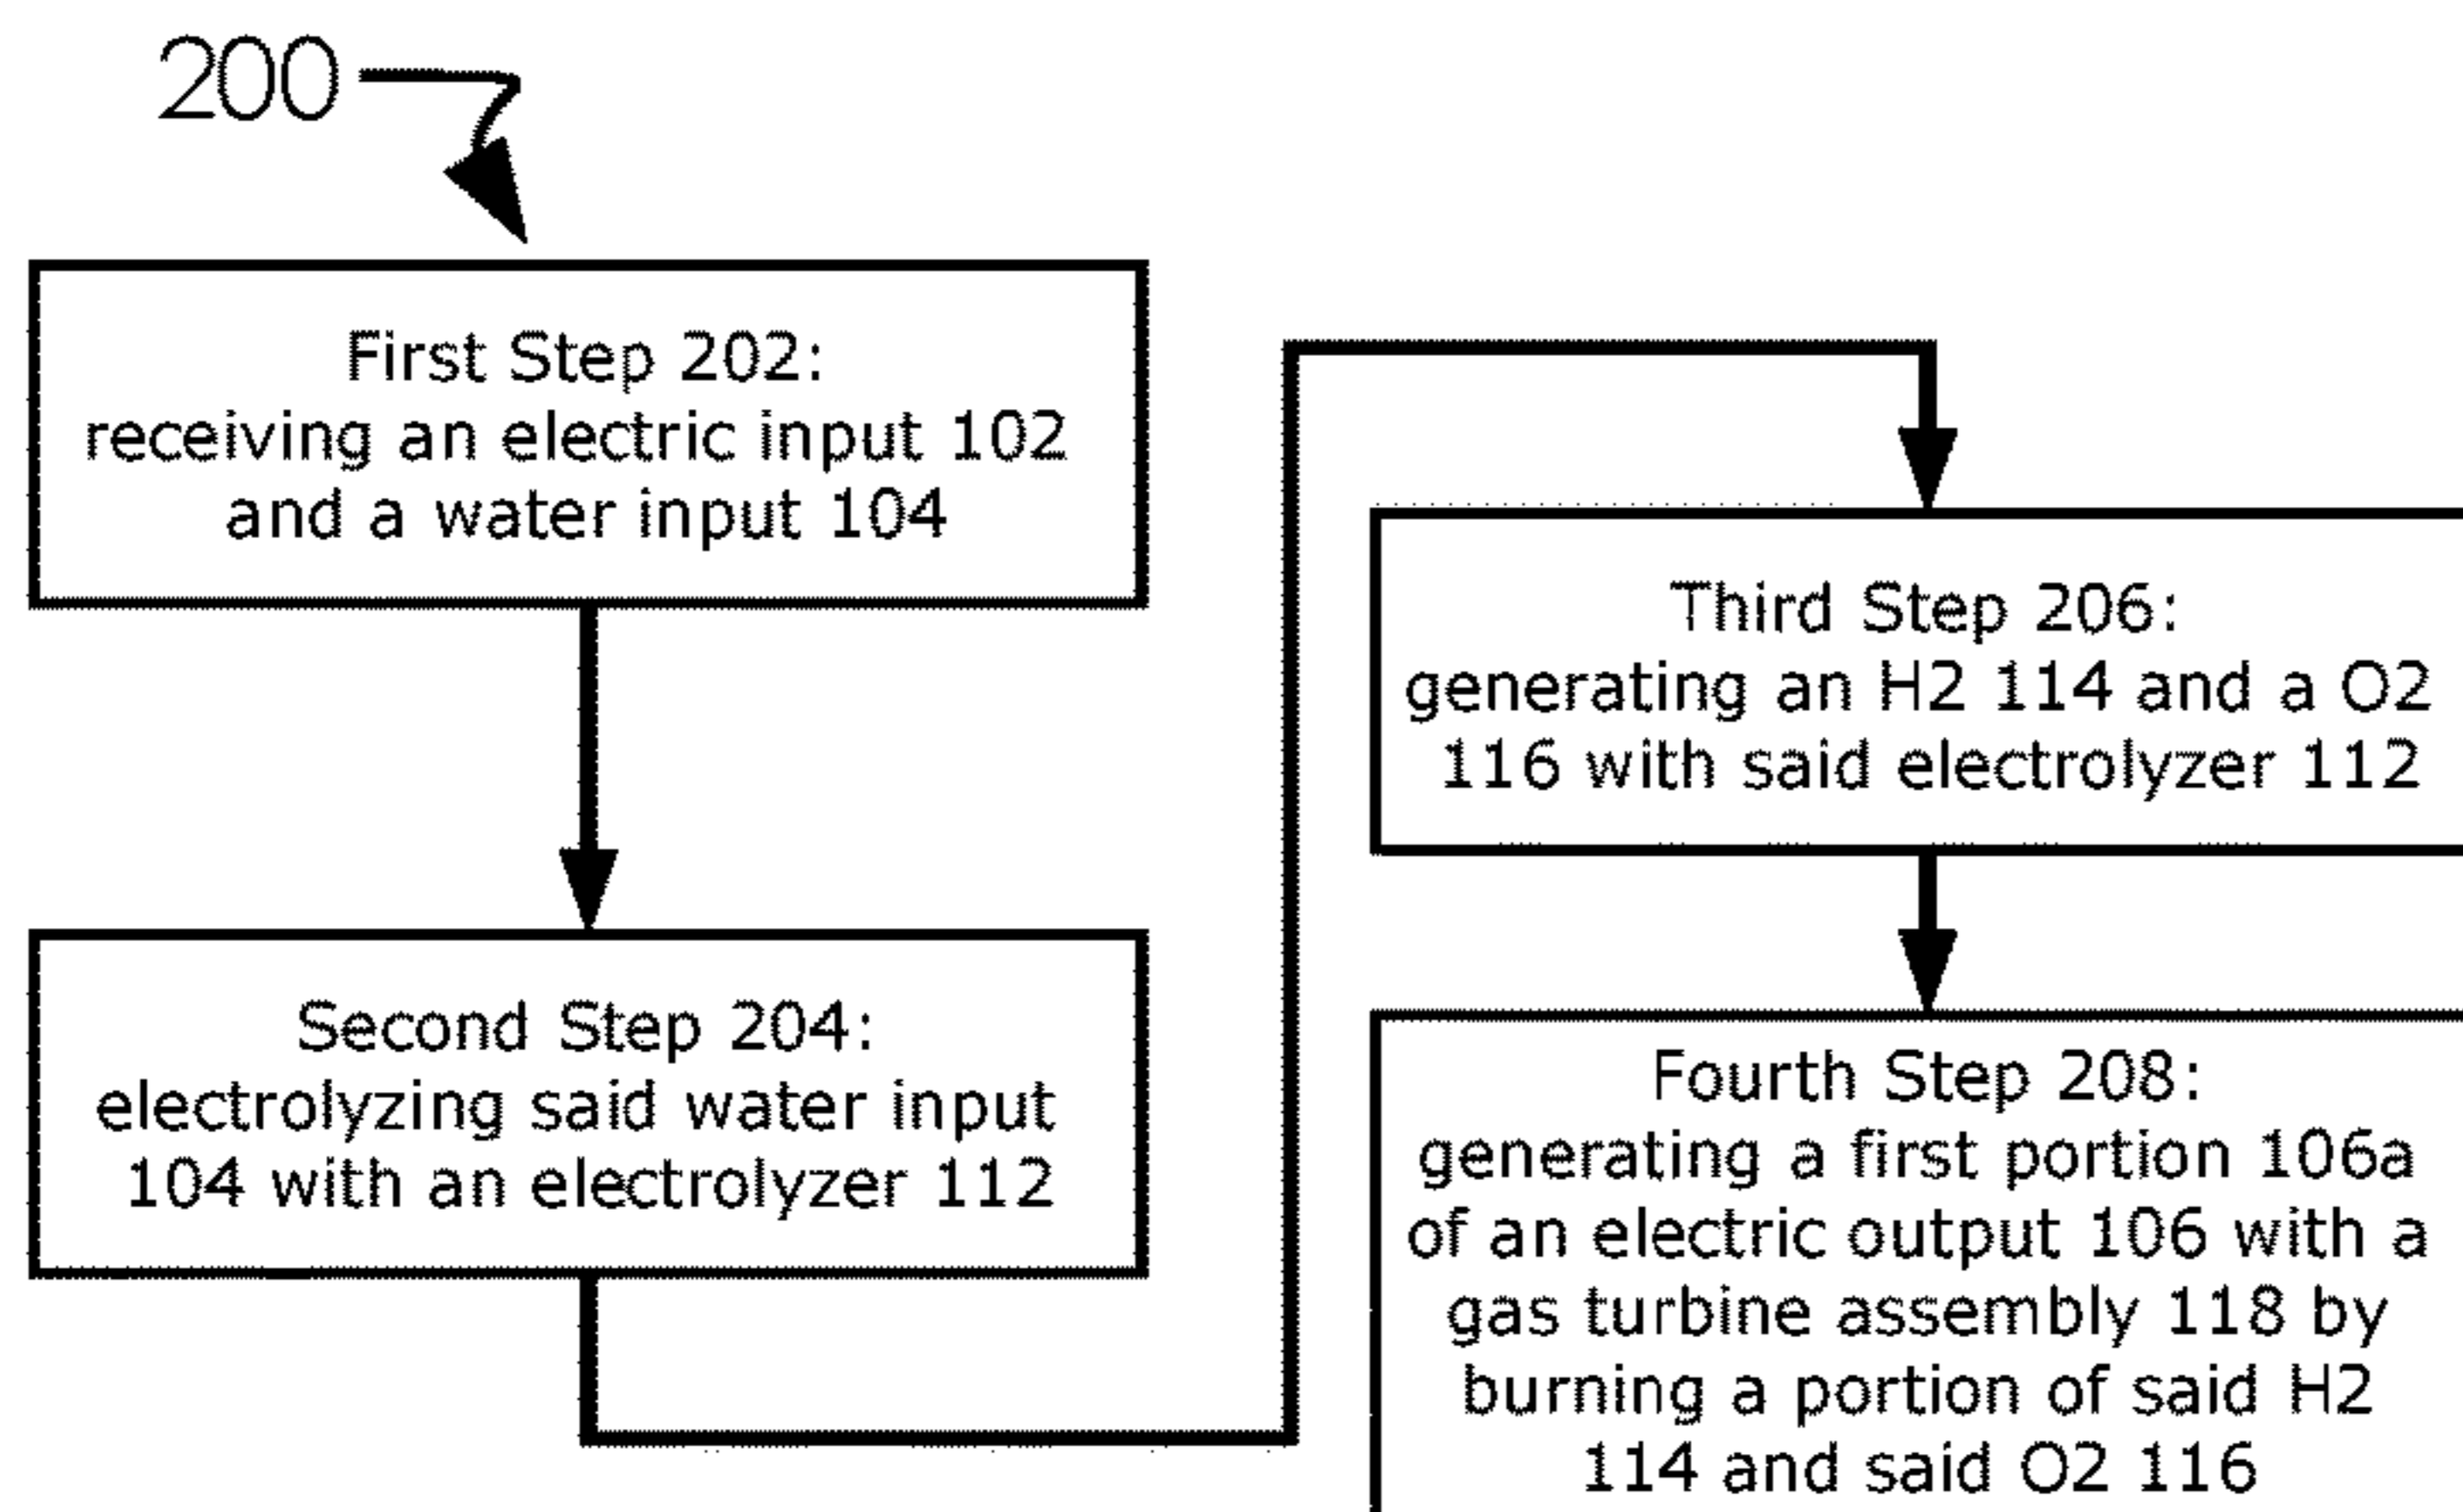 200
First Step 202:
receiving an electric input 102
and a water input 104
Second Step 204:
electrolyzing said water input
104 with an electrolyzer 112
Third Step 206:
generating an H2 114 and a O2
116 with said electrolyzer 112
Fourth Step 208:
generating a first portion 106a
of an electric output 106 with a
gas turbine assembly 118 by
burning a portion of said H2
114 and said O2 116